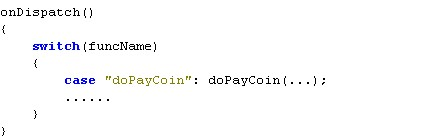 onDispatch()
{
    switch(funcName)
    {
        case "doPayCoin": doPayCoin(...);
        ......
    }
}